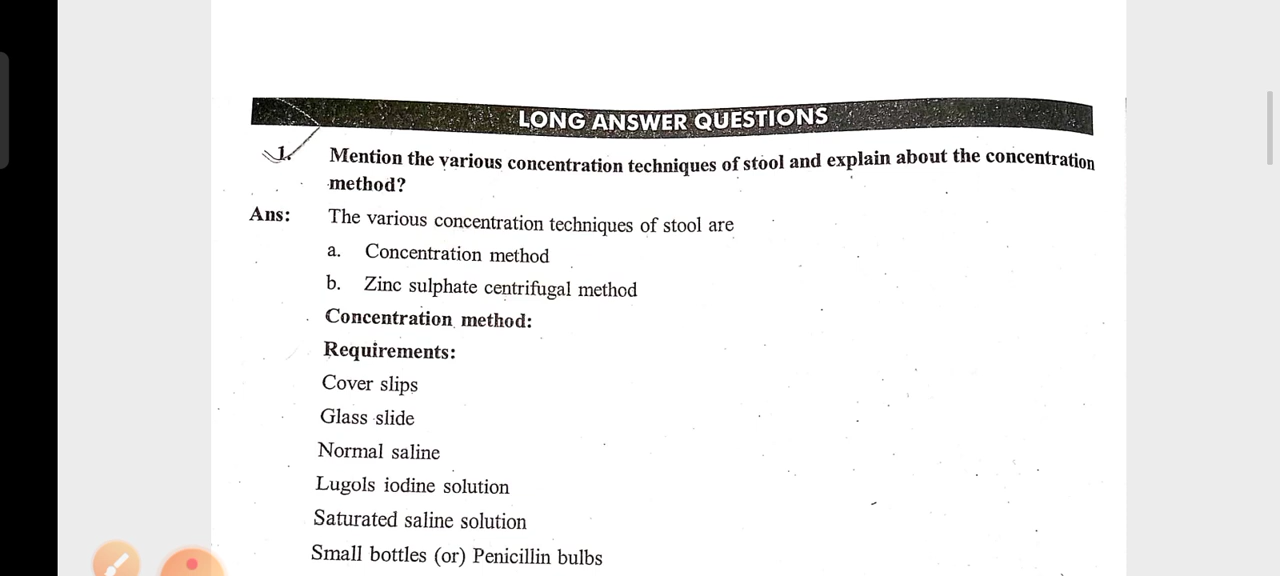 LONG ANSWER QUESTIONS
1. Mention the various concentration techniques of stool and explain about the concentration
method?
Ans: The various concentration techniques of stool are
a. Concentration method
b. Zinc sulphate centrifugal method
Concentration method:
Requirements:
Cover slips
Glass slide
Normal saline
Lugols iodine solution
Saturated saline solution
Small bottles (or) Penicillin bulbs